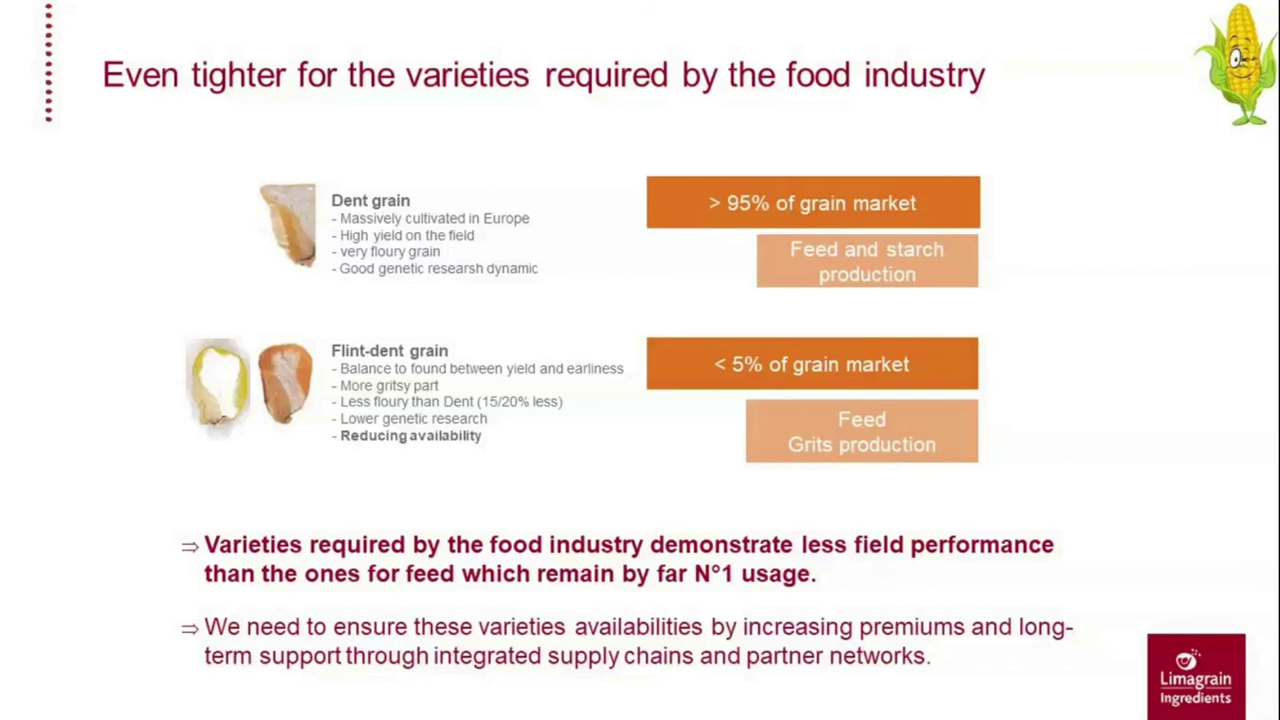 Even tighter for the varieties required by the food industry
Dent grain
- Massively cultivated in Europe
- High yield on the field
- very floury grain
- Good genetic researsh dynamic
> 95% of grain market
Feed and starch
production
Flint-dent grain
- Balance to found between yield and earliness
- More gritsy part
- Less floury than Dent (15/20% less)
- Lower genetic research
- Reducing availability
< 5% of grain market
Feed
Grits production
⇒ Varieties required by the food industry demonstrate less field performance
than the ones for feed which remain by far N°1 usage.
⇒ We need to ensure these varieties availabilities by increasing premiums and long-
term support through integrated supply chains and partner networks.
Limagrain
Ingredients